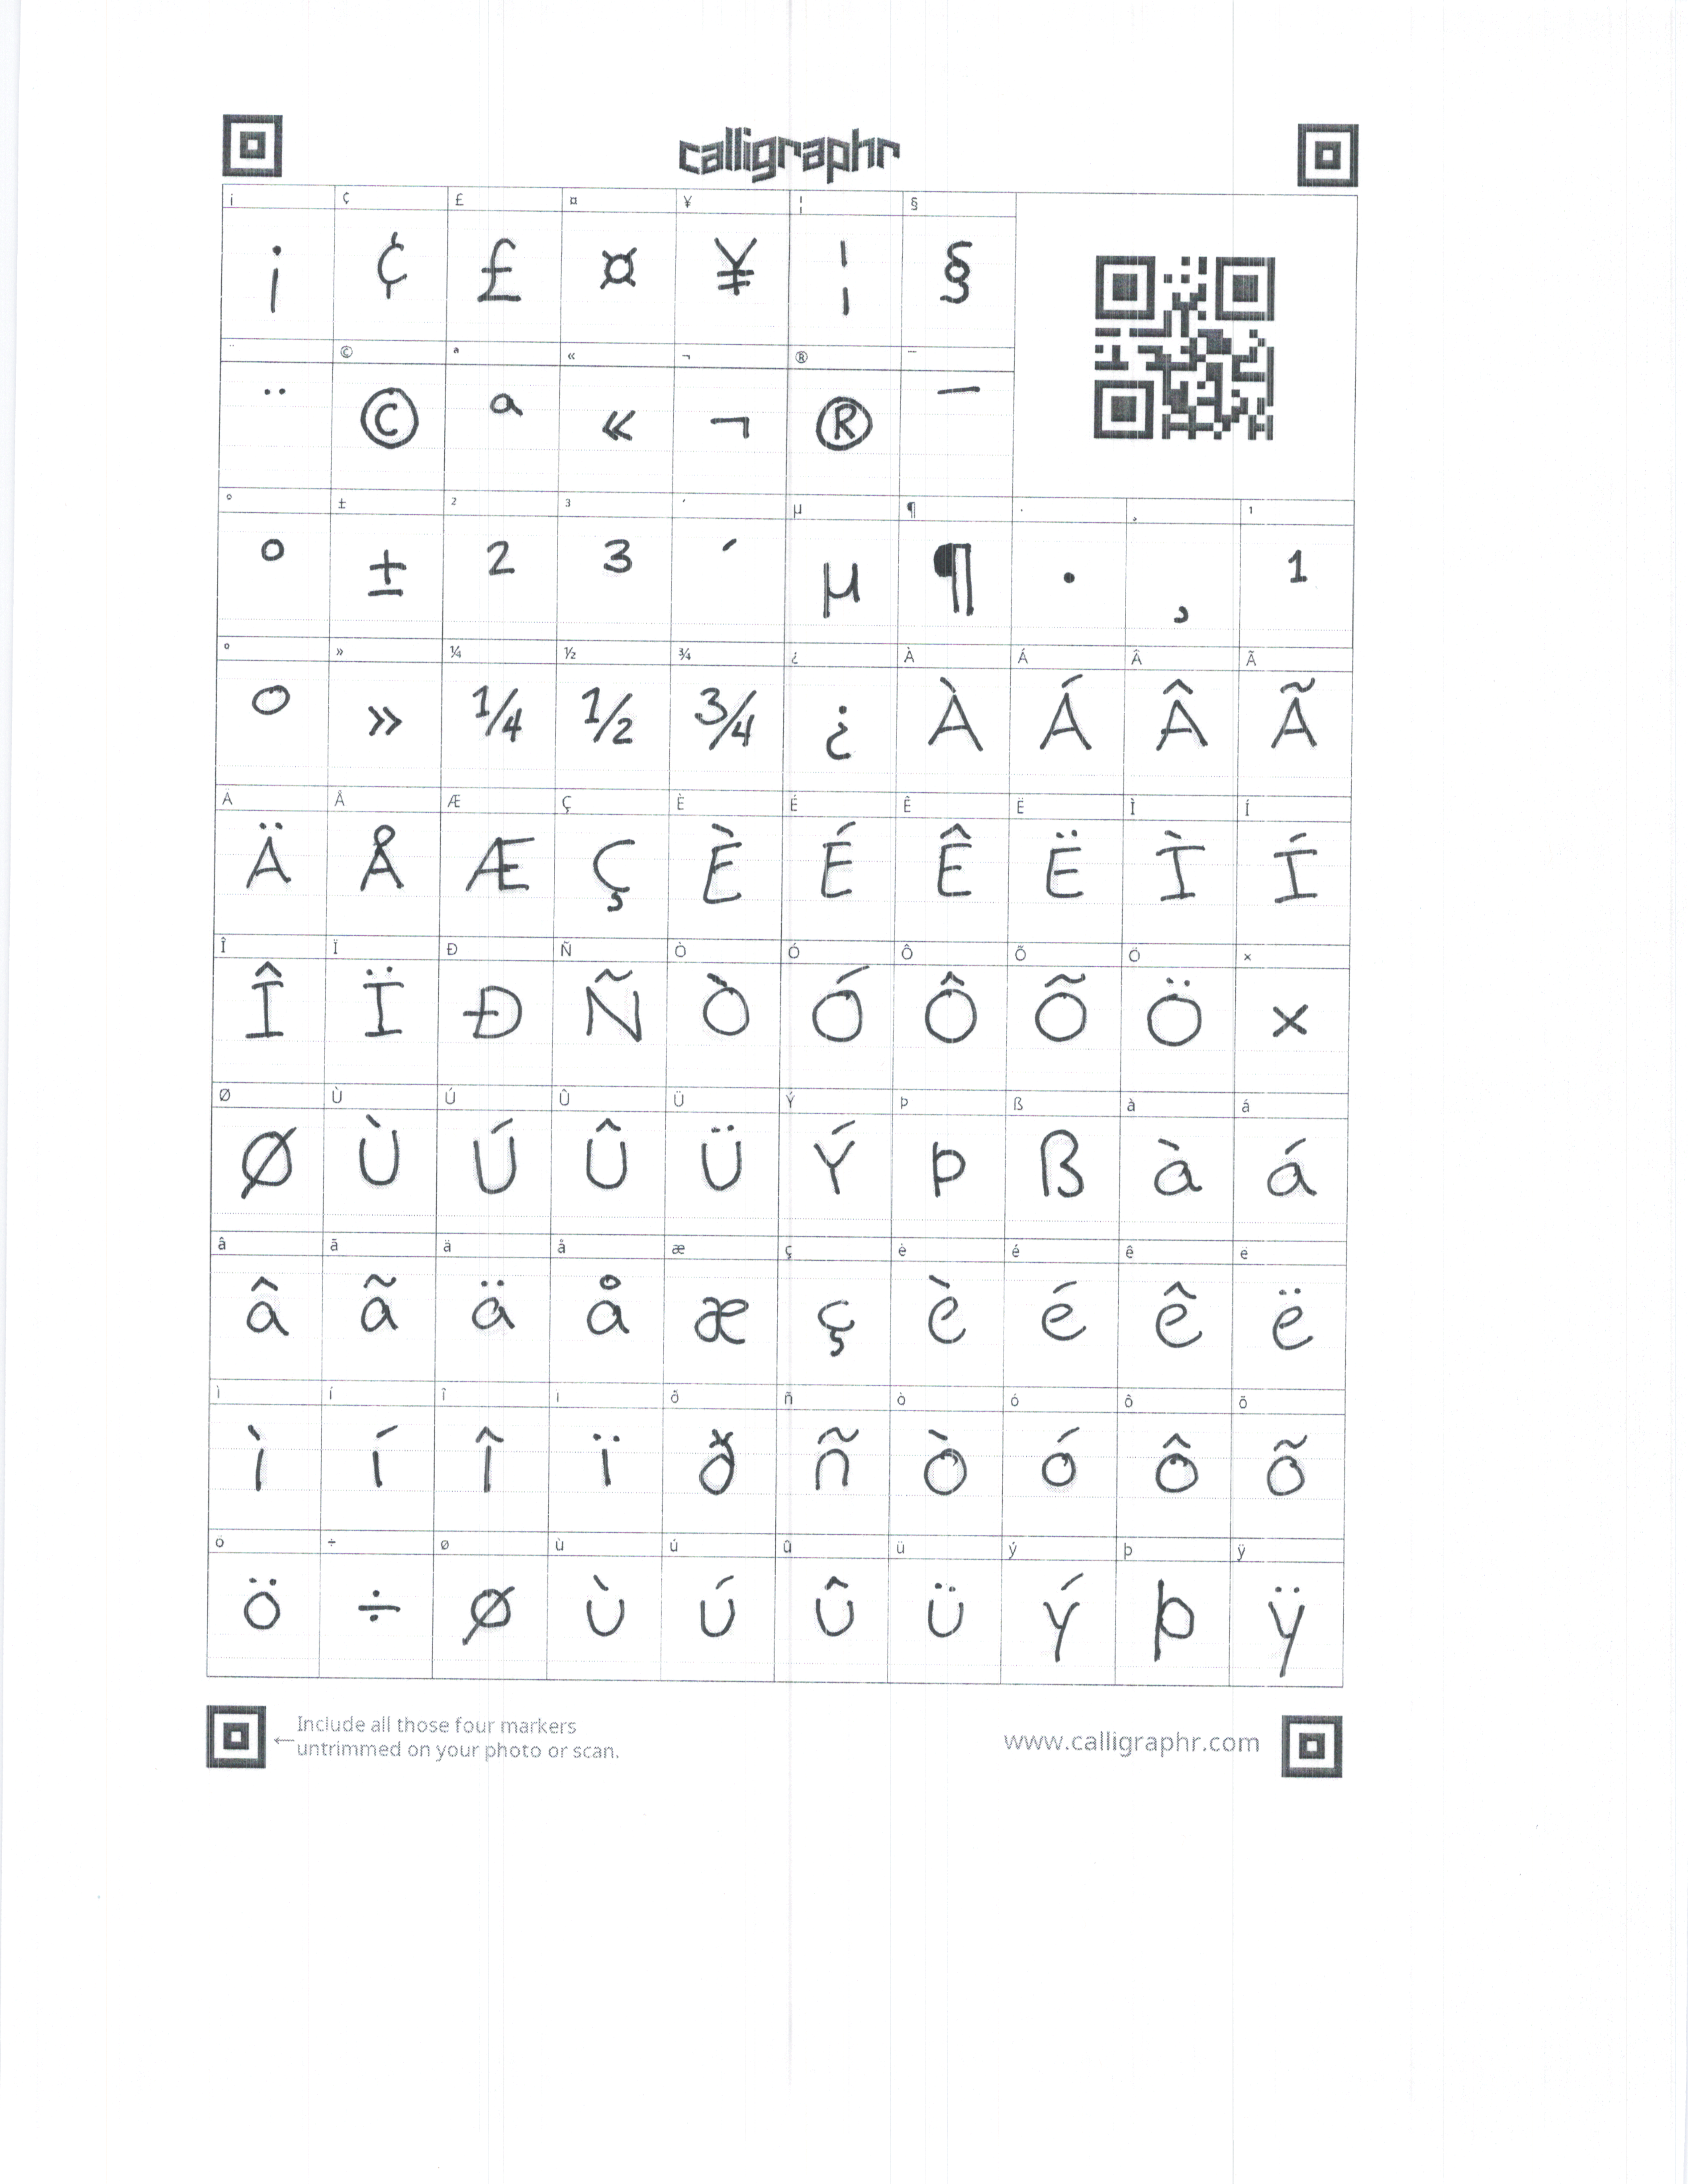 calligraphr
¡ ¢ £ ¤ ¥ ¦ §
¡ ¢ £ ¤ ¥ ¦ §
¨ © ª « ¬ ® ¯
¨ © ª « ¬ ® ¯
° ± ² ³ ´ µ ¶ · ¸ ¹
° ± ² ³ ´ µ ¶ · ¸ ¹
º » ¼ ½ ¾ ¿ À Á Â Ã
º » ¼ ½ ¾ ¿ À Á Â Ã
Ä Å Æ Ç È É Ê Ë Ì Í
Ä Å Æ Ç È É Ê Ë Ì Í
Î Ï Ð Ñ Ò Ó Ô Õ Ö ×
Î Ï Ð Ñ Ò Ó Ô Õ Ö ×
Ø Ù Ú Û Ü Ý Þ ß à á
Ø Ù Ú Û Ü Ý Þ ß à á
â ã ä å æ ç è é ê ë
â ã ä å æ ç è é ê ë
ì í î ï ð ñ ò ó ô õ
ì í î ï ð ñ ò ó ô õ
ö ÷ ø ù ú û ü ý þ ÿ
ö ÷ ø ù ú û ü ý þ ÿ
←Include all those four markers
untrimmed on your photo or scan.
www.calligraphr.com